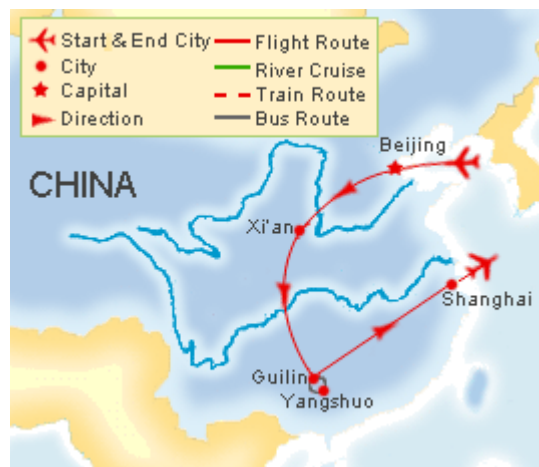 Start & End City
City
Capital
Direction
Flight Route
River Cruise
Train Route
Bus Route
Beijing
CHINA
Xi'an
Shanghai
Guilin
Yangshuo